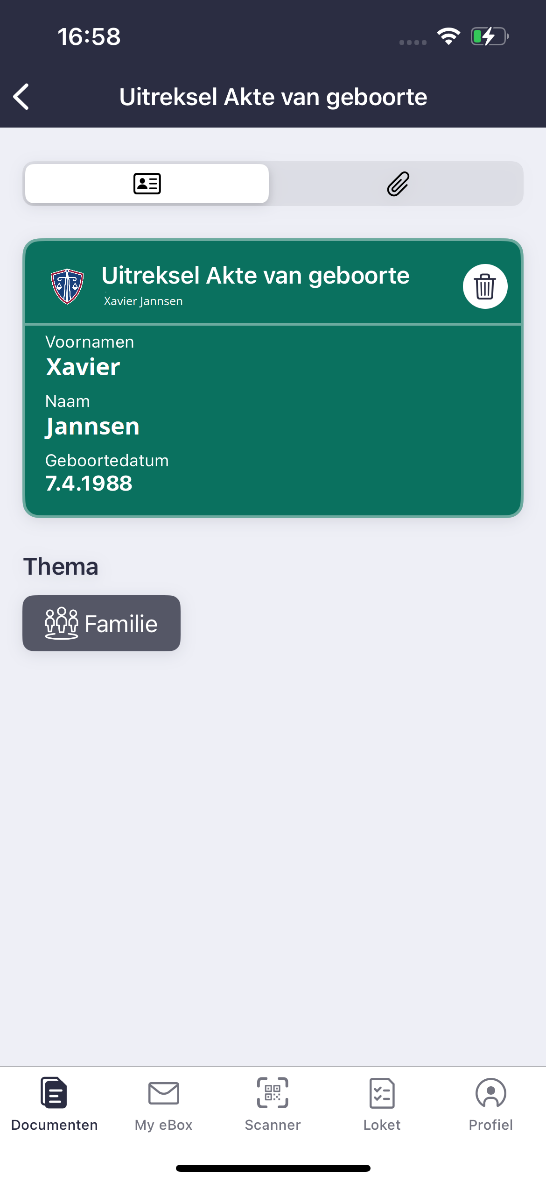 16:58
Uitreksel Akte van geboorte
Uitreksel Akte van geboorte
Xavier Jannsen
Voornamen
Xavier
Naam
Jannsen
Geboortedatum
7.4.1988
Thema
Familie
Documenten
My eBox
Scanner
Loket
Profiel